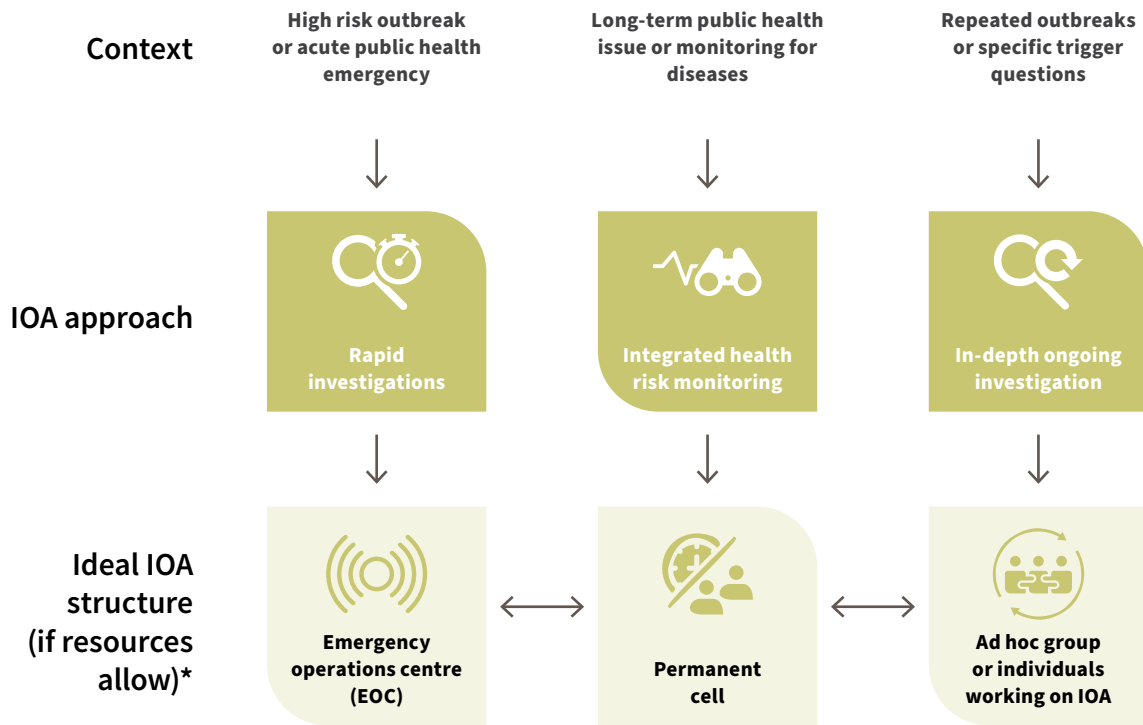 Context
High risk outbreak
or acute public health
emergency
Long-term public health
issue or monitoring for
diseases
Repeated outbreaks
or specific trigger
questions
IOA approach
Rapid
investigations
Integrated health
risk monitoring
In-depth ongoing
investigation
Ideal IOA
structure
(if resources
allow)*
Emergency
operations centre
(EOC)
Permanent
cell
Ad hoc group
or individuals
working on IOA